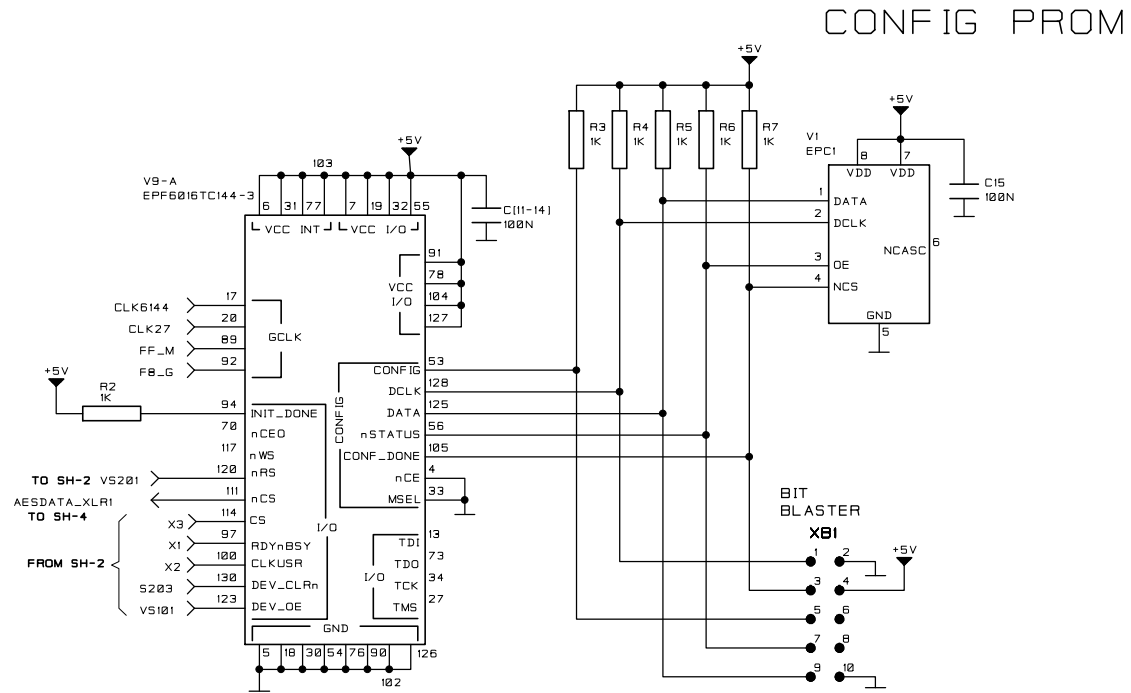 CONFIG PROM
+5V
R3
1K
R4
1K
R5
1K
R6
1K
R7
1K
+5V
V1
EPC1
8
VDD
7
VDD
1
DATA
2
DCLK
3
OE
4
NCS
NCASC
6
GND
5
C15
100N
+5V
103
V9-A
EPF6016TC144-3
6
31
77
7
19
32
55
VCC INT
VCC I/O
C(11-14)
100N
91
78
104
127
VCC
I/O
CLK6144
17
CLK27
20
FF_M
89
F8_G
92
GCLK
+5V
R2
1K
94
INIT_DONE
70
nCEO
117
nWS
TO SH-2 VS201
120
nRS
AESDATA_XLR1
111
nCS
TO SH-4
X3
114
CS
X1
97
RDYnBSY
X2
100
CLKUSR
FROM SH-2
S203
130
DEV_CLRn
VS101
123
DEV_OE
I/O
CONFIG
CONFIG
53
DCLK
128
DATA
125
nSTATUS
56
CONF_DONE
105
nCE
4
MSEL
33
I/O
TDI
13
TDO
73
TCK
34
TMS
27
GND
5
18
30
54
76
90
126
102
BIT
BLASTER
XB1
1
2
+5V
3
4
5
6
7
8
9
10